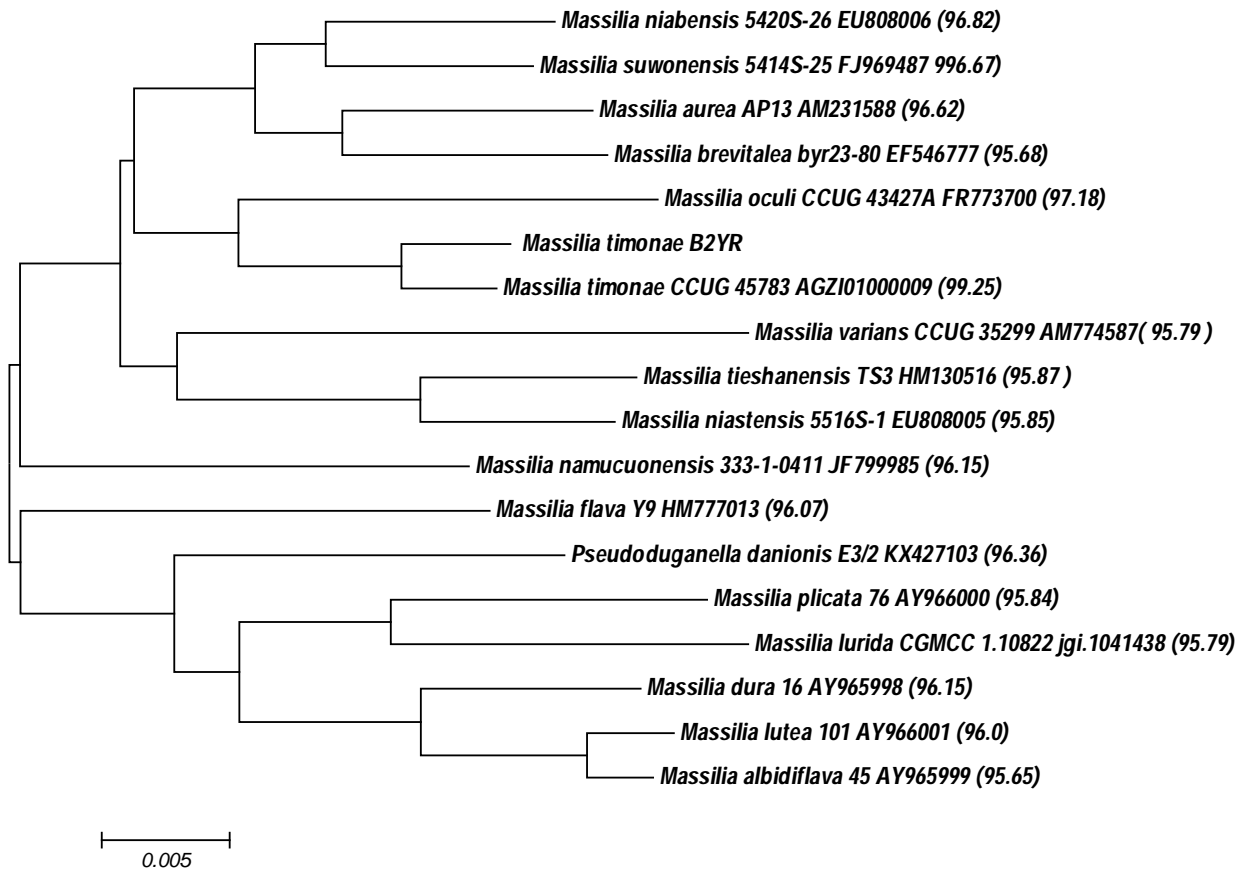 Massilia niabensis 5420S-26 EU808006 (96.82)
Massilia suwonensis 5414S-25 FJ969487 996.67)
Massilia aurea AP13 AM231588 (96.62)
Massilia brevitalea byr23-80 EF546777 (95.68)
Massilia oculi CCUG 43427A FR773700 (97.18)
Massilia timonae B2YR
Massilia timonae CCUG 45783 AGZI01000009 (99.25)
Massilia varians CCUG 35299 AM774587( 95.79 )
Massilia tieshanensis TS3 HM130516 (95.87 )
Massilia niastensis 5516S-1 EU808005 (95.85)
Massilia namucuonensis 333-1-0411 JF799985 (96.15)
Massilia flava Y9 HM777013 (96.07)
Pseudoduganella danionis E3/2 KX427103 (96.36)
Massilia plicata 76 AY966000 (95.84)
Massilia lurida CGMCC 1.10822 jgi.1041438 (95.79)
Massilia dura 16 AY965998 (96.15)
Massilia lutea 101 AY966001 (96.0)
Massilia albidiflava 45 AY965999 (95.65)
0.005